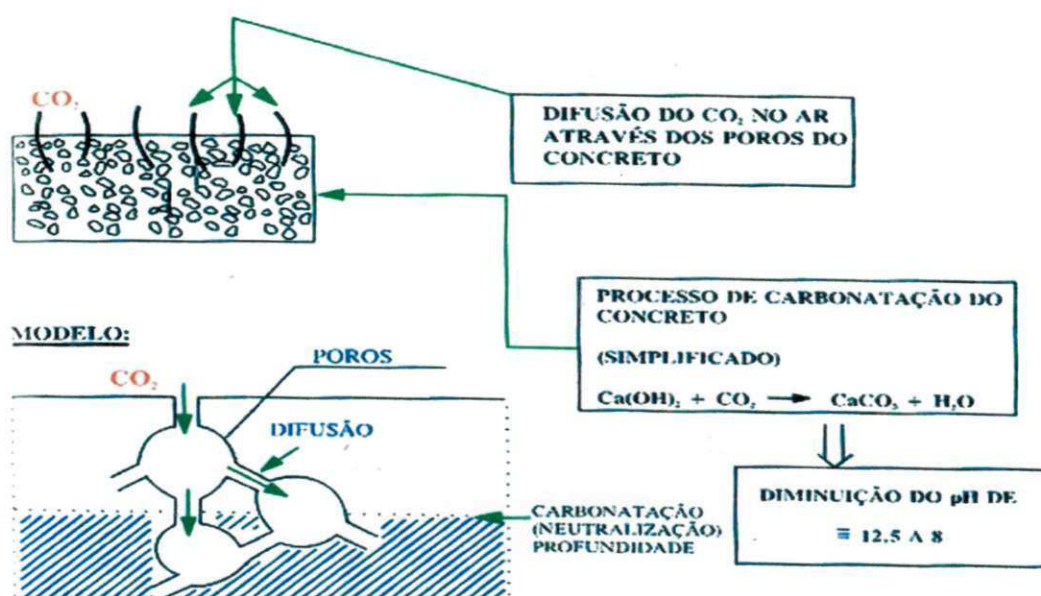 CO₂
DIFUSÃO DO CO₂ NO AR
ATRAVÉS DOS POROS DO
CONCRETO
PROCESSO DE CARBONATAÇÃO DO
CONCRETO
(SIMPLIFICADO)
Ca(OH)₂ + CO₂ → CaCO₃ + H₂O
DIMINUIÇÃO DO pH DE
≅ 12.5 A 8
MODELO:
CO₂
POROS
DIFUSÃO
CARBONATAÇÃO
(NEUTRALIZAÇÃO)
PROFUNDIDADE